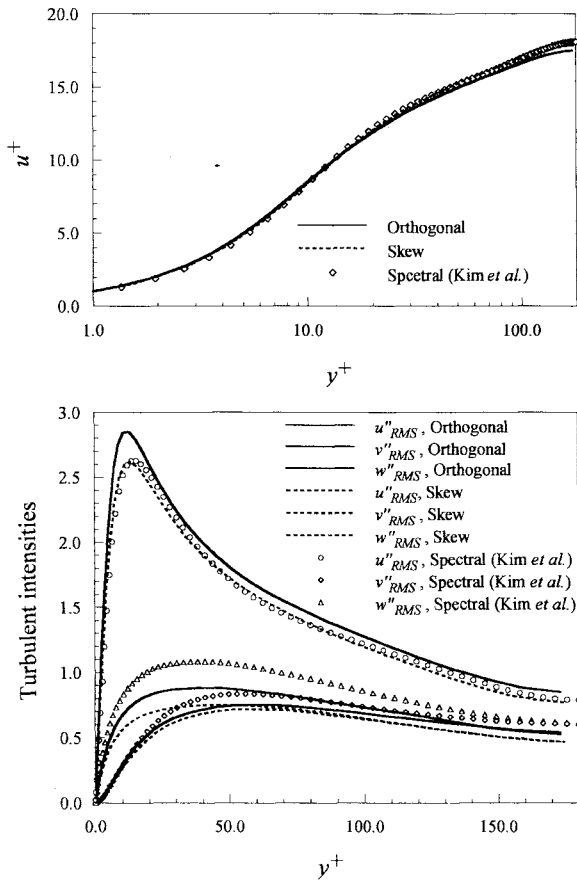 20.0
15.0
10.0
5.0
0.0
u+
Orthogonal
Skew
Spcetral (Kim et al.)
1.0 10.0 100.0
y+
3.0
2.5
2.0
1.5
1.0
0.5
0.0
Turbulent intensities
u"RMS , Orthogonal
v"RMS , Orthogonal
w"RMS , Orthogonal
u"RMS, Skew
v"RMS , Skew
w"RMS , Skew
u"RMS , Spectral (Kim et al.)
v"RMS , Spectral (Kim et al.)
w"RMS , Spectral (Kim et al.)
0.0 50.0 100.0 150.0
y+